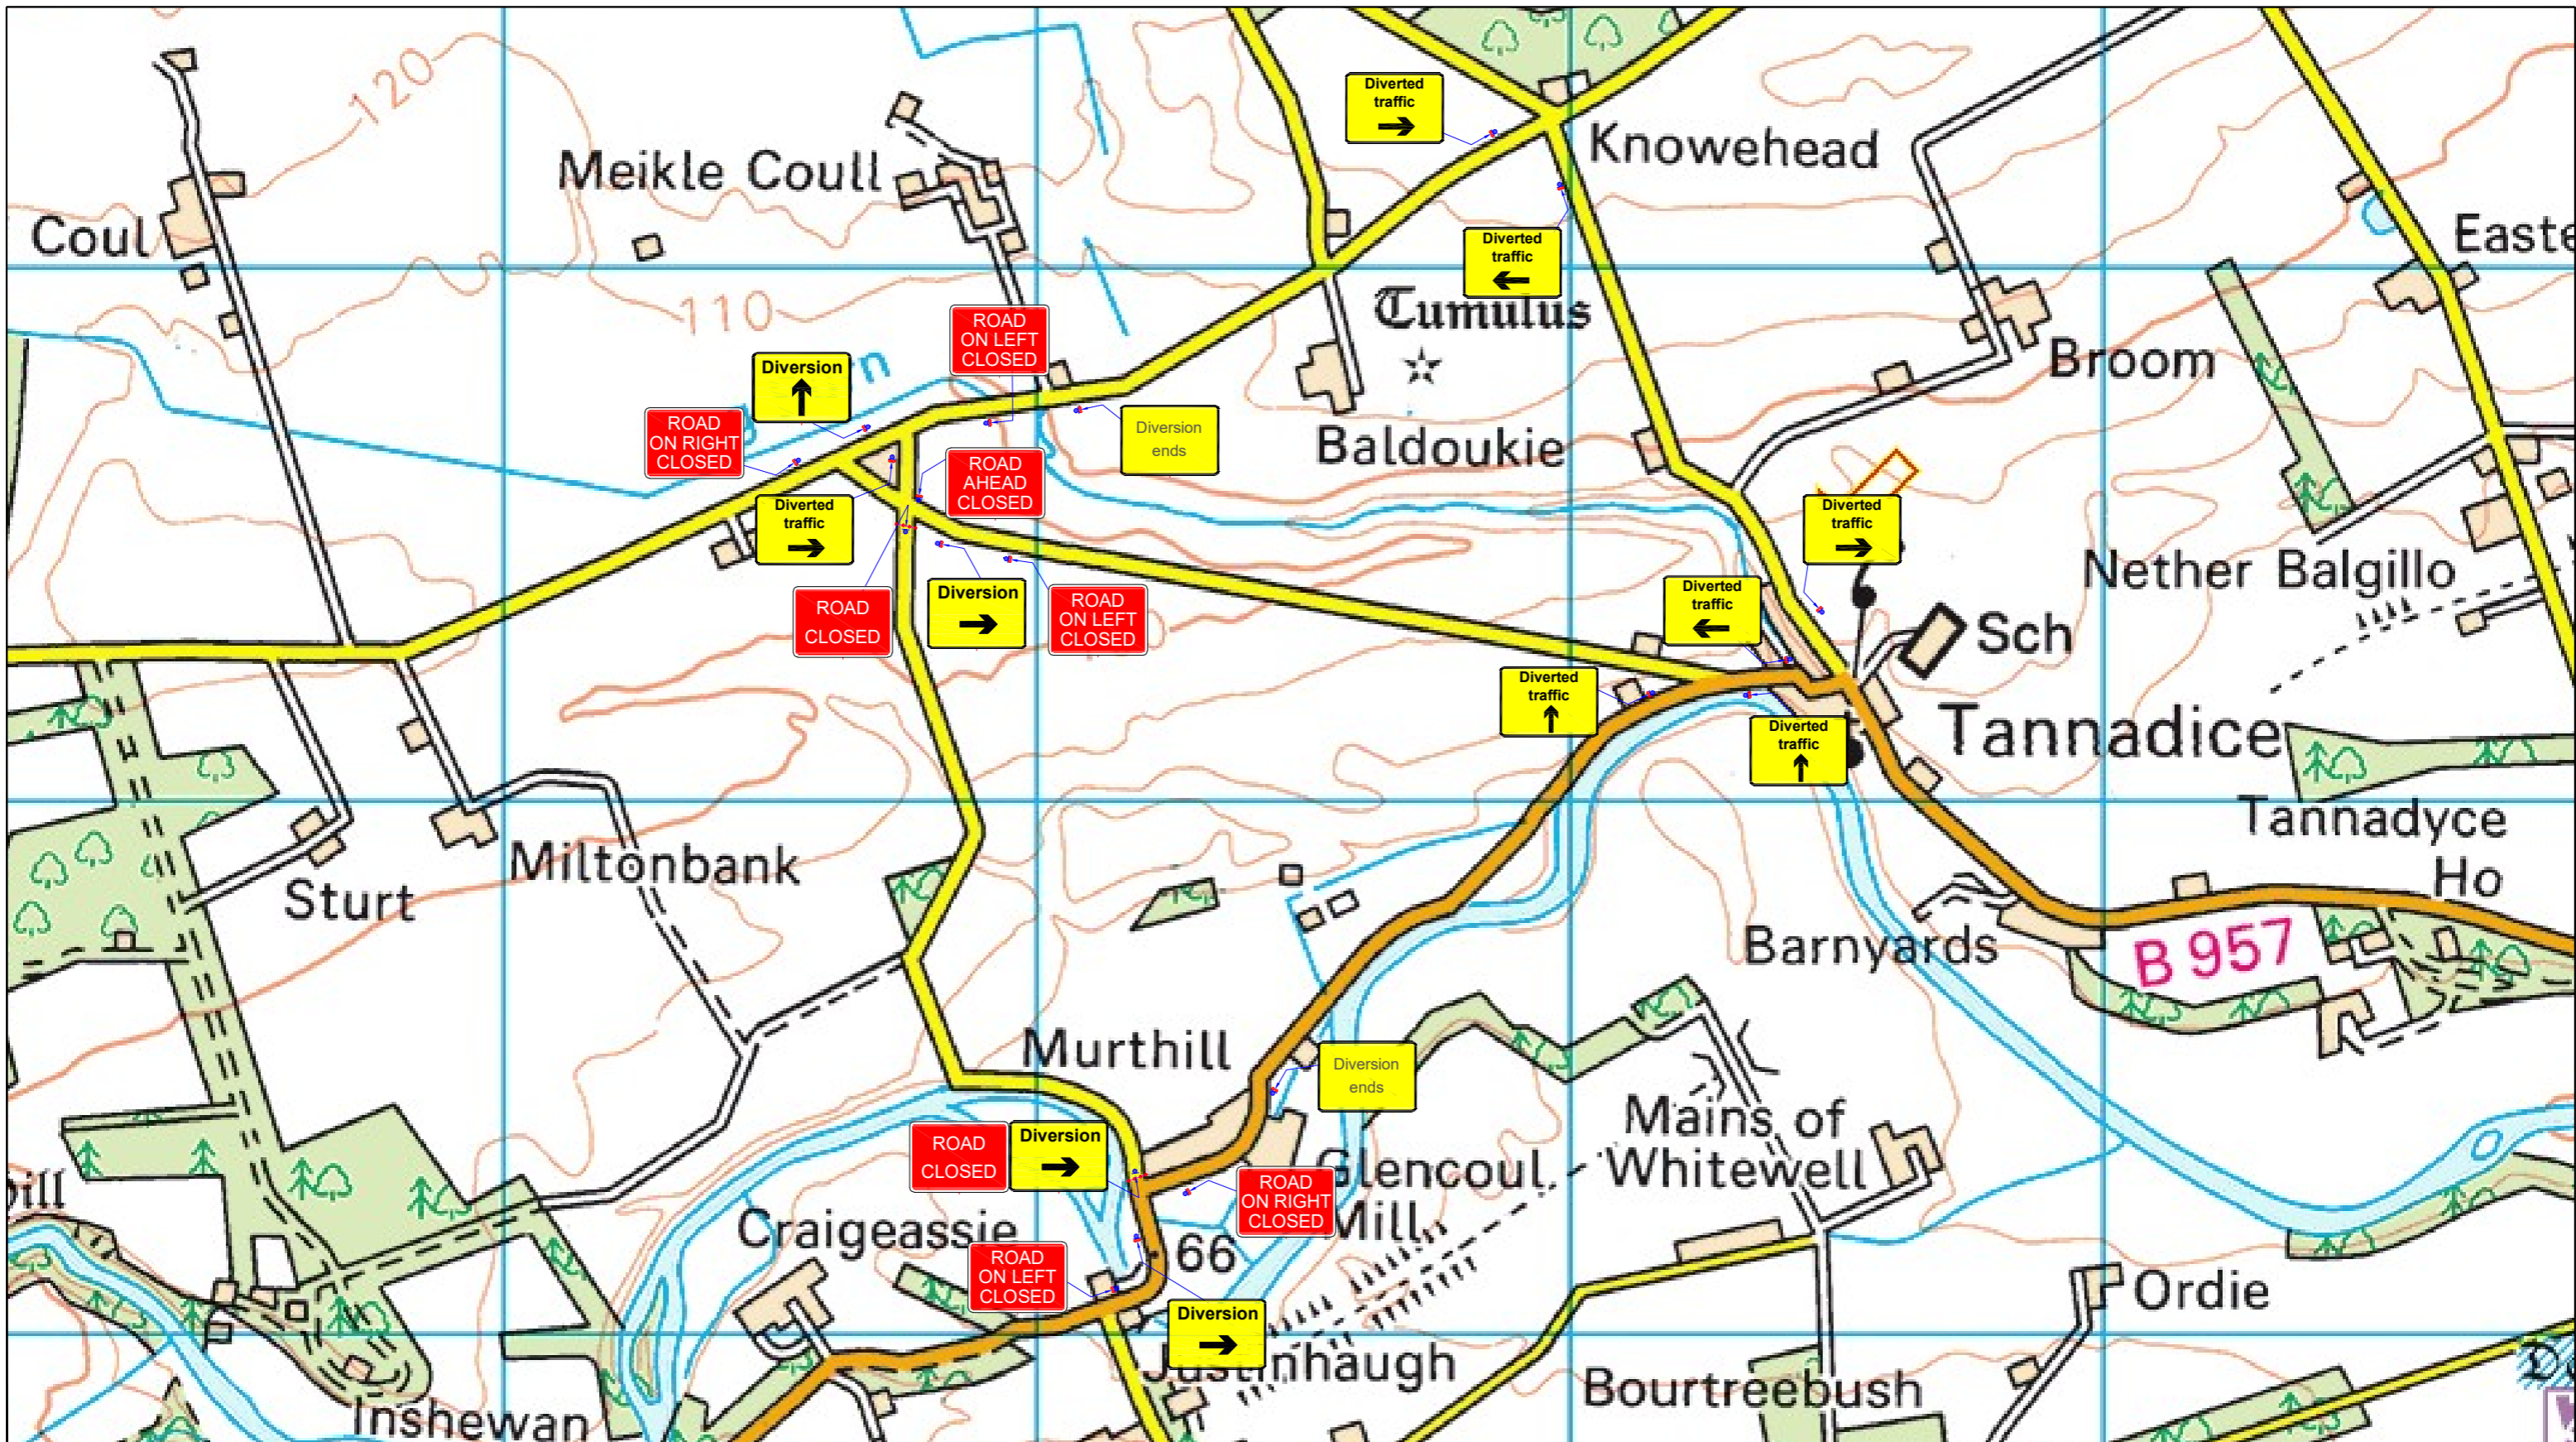 120
Diverted
traffic
Knowehead
Meikle Coull
Coul
Diverted
traffic
110
Tumulus
ROAD
ON LEFT
CLOSED
Diversion
n
Broom
ROAD
ON RIGHT
CLOSED
Diversion
ends
Baldoukie
ROAD
AHEAD
CLOSED
Diverted
traffic
Diverted
traffic
Nether Balgillo
ROAD
CLOSED
Diversion
ROAD
ON LEFT
CLOSED
Diverted
traffic
Sch
Diverted
traffic
Diverted
traffic
Tannadice
Tannadyce
Ho
Miltonbank
Sturt
Barnyards
B 957
Murthill
Diversion
ends
Mains of
Whitewell
ROAD
CLOSED
Diversion
Glencoul
Mill
ROAD
ON RIGHT
CLOSED
Craigeassie
66
ROAD
ON LEFT
CLOSED
Diversion
Ordie
Justinhaugh
Bourtreebush
Inshewan